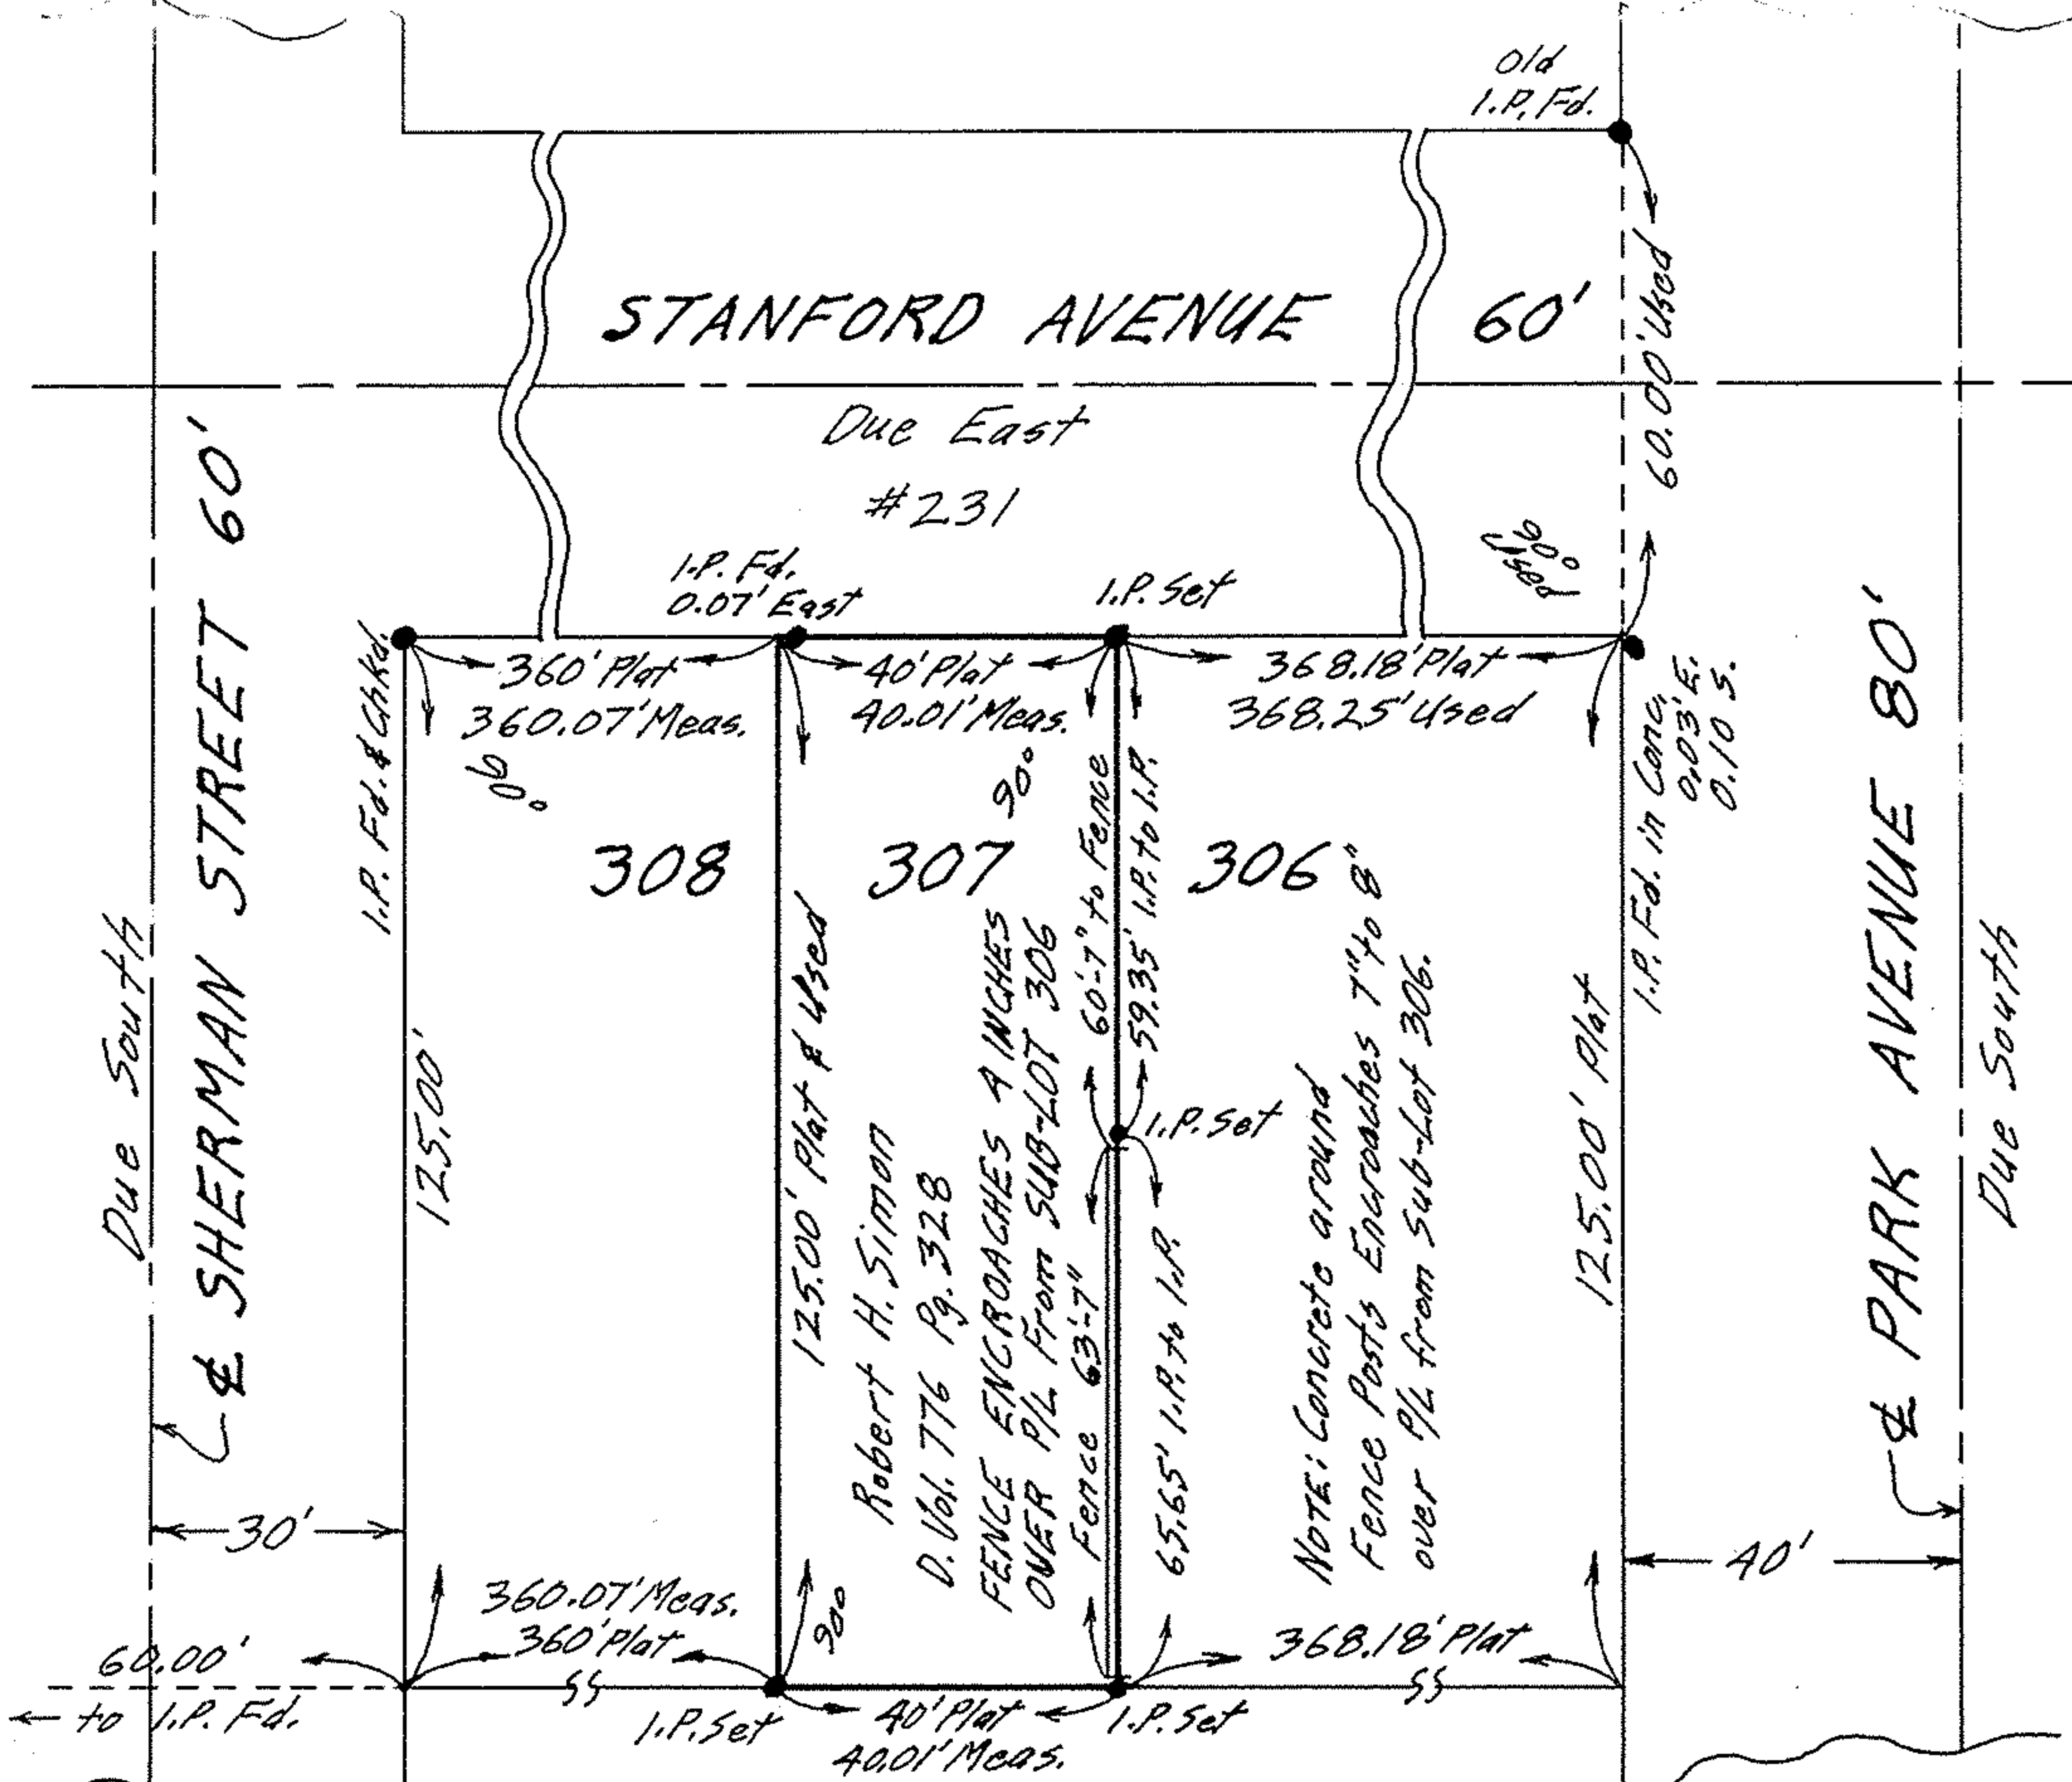 Old
I.P. Fd.
STANFORD AVENUE 60'
60.00' Used
Due East
#231
I.P. Fd.
0.07' East
I.P. Set
90°
Used
I.P. Fd. & Chkd.
360' Plat
360.07' Meas.
40' Plat
40.01' Meas.
368.18' Plat
368.25' Used
90°
90°
I.P. Fd. in Conc.
0.03' E.
0.10 S.
308
307
306
℄ SHERMAN STREET 60'
Due South
125.00'
125.00' Plat & Used
Robert H. Simon
D. Vol. 776 Pg. 328
FENCE ENCROACHES 4 INCHES
OVER P/L From SUB-LOT 306
60'-7" to Fence
Fence 63'-7"
59.35' I.P. to I.P.
I.P. Set
65.65' I.P. to I.P.
NOTE: Concrete around
Fence Posts Encroaches 7" to 8"
over P/L from Sub-Lot 306.
125.00' Plat
℄ PARK AVENUE 80'
Due South
30'
40'
360.07' Meas.
360' Plat
90°
368.18' Plat
60.00'
to I.P. Fd.
I.P. Set
40' Plat
40.01' Meas.
I.P. Set